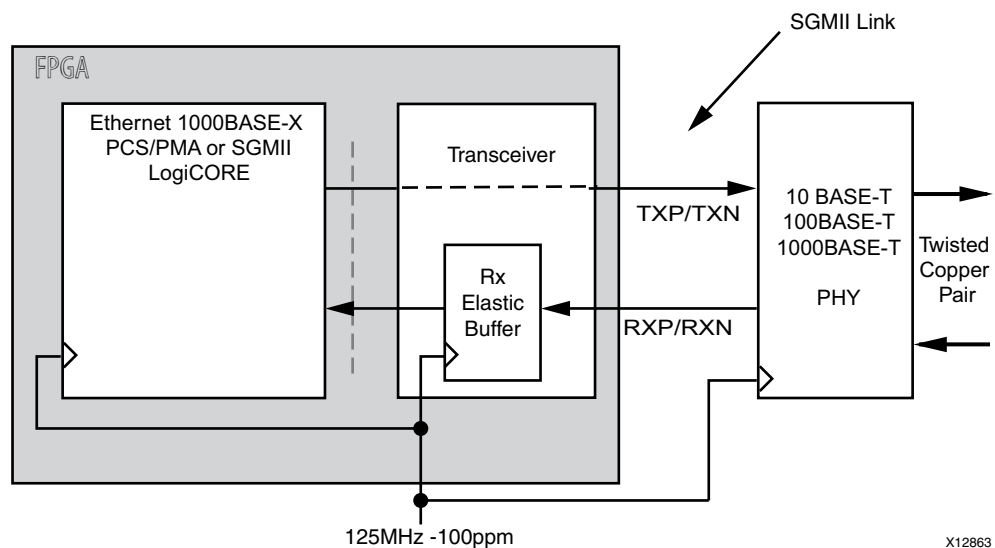 SGMII Link
FPGA
Ethernet 1000BASE-X
PCS/PMA or SGMII
LogiCORE
Transceiver
TXP/TXN
10 BASE-T
100BASE-T
1000BASE-T
PHY
Twisted
Copper
Pair
Rx
Elastic
Buffer
RXP/RXN
125MHz -100ppm
X12863